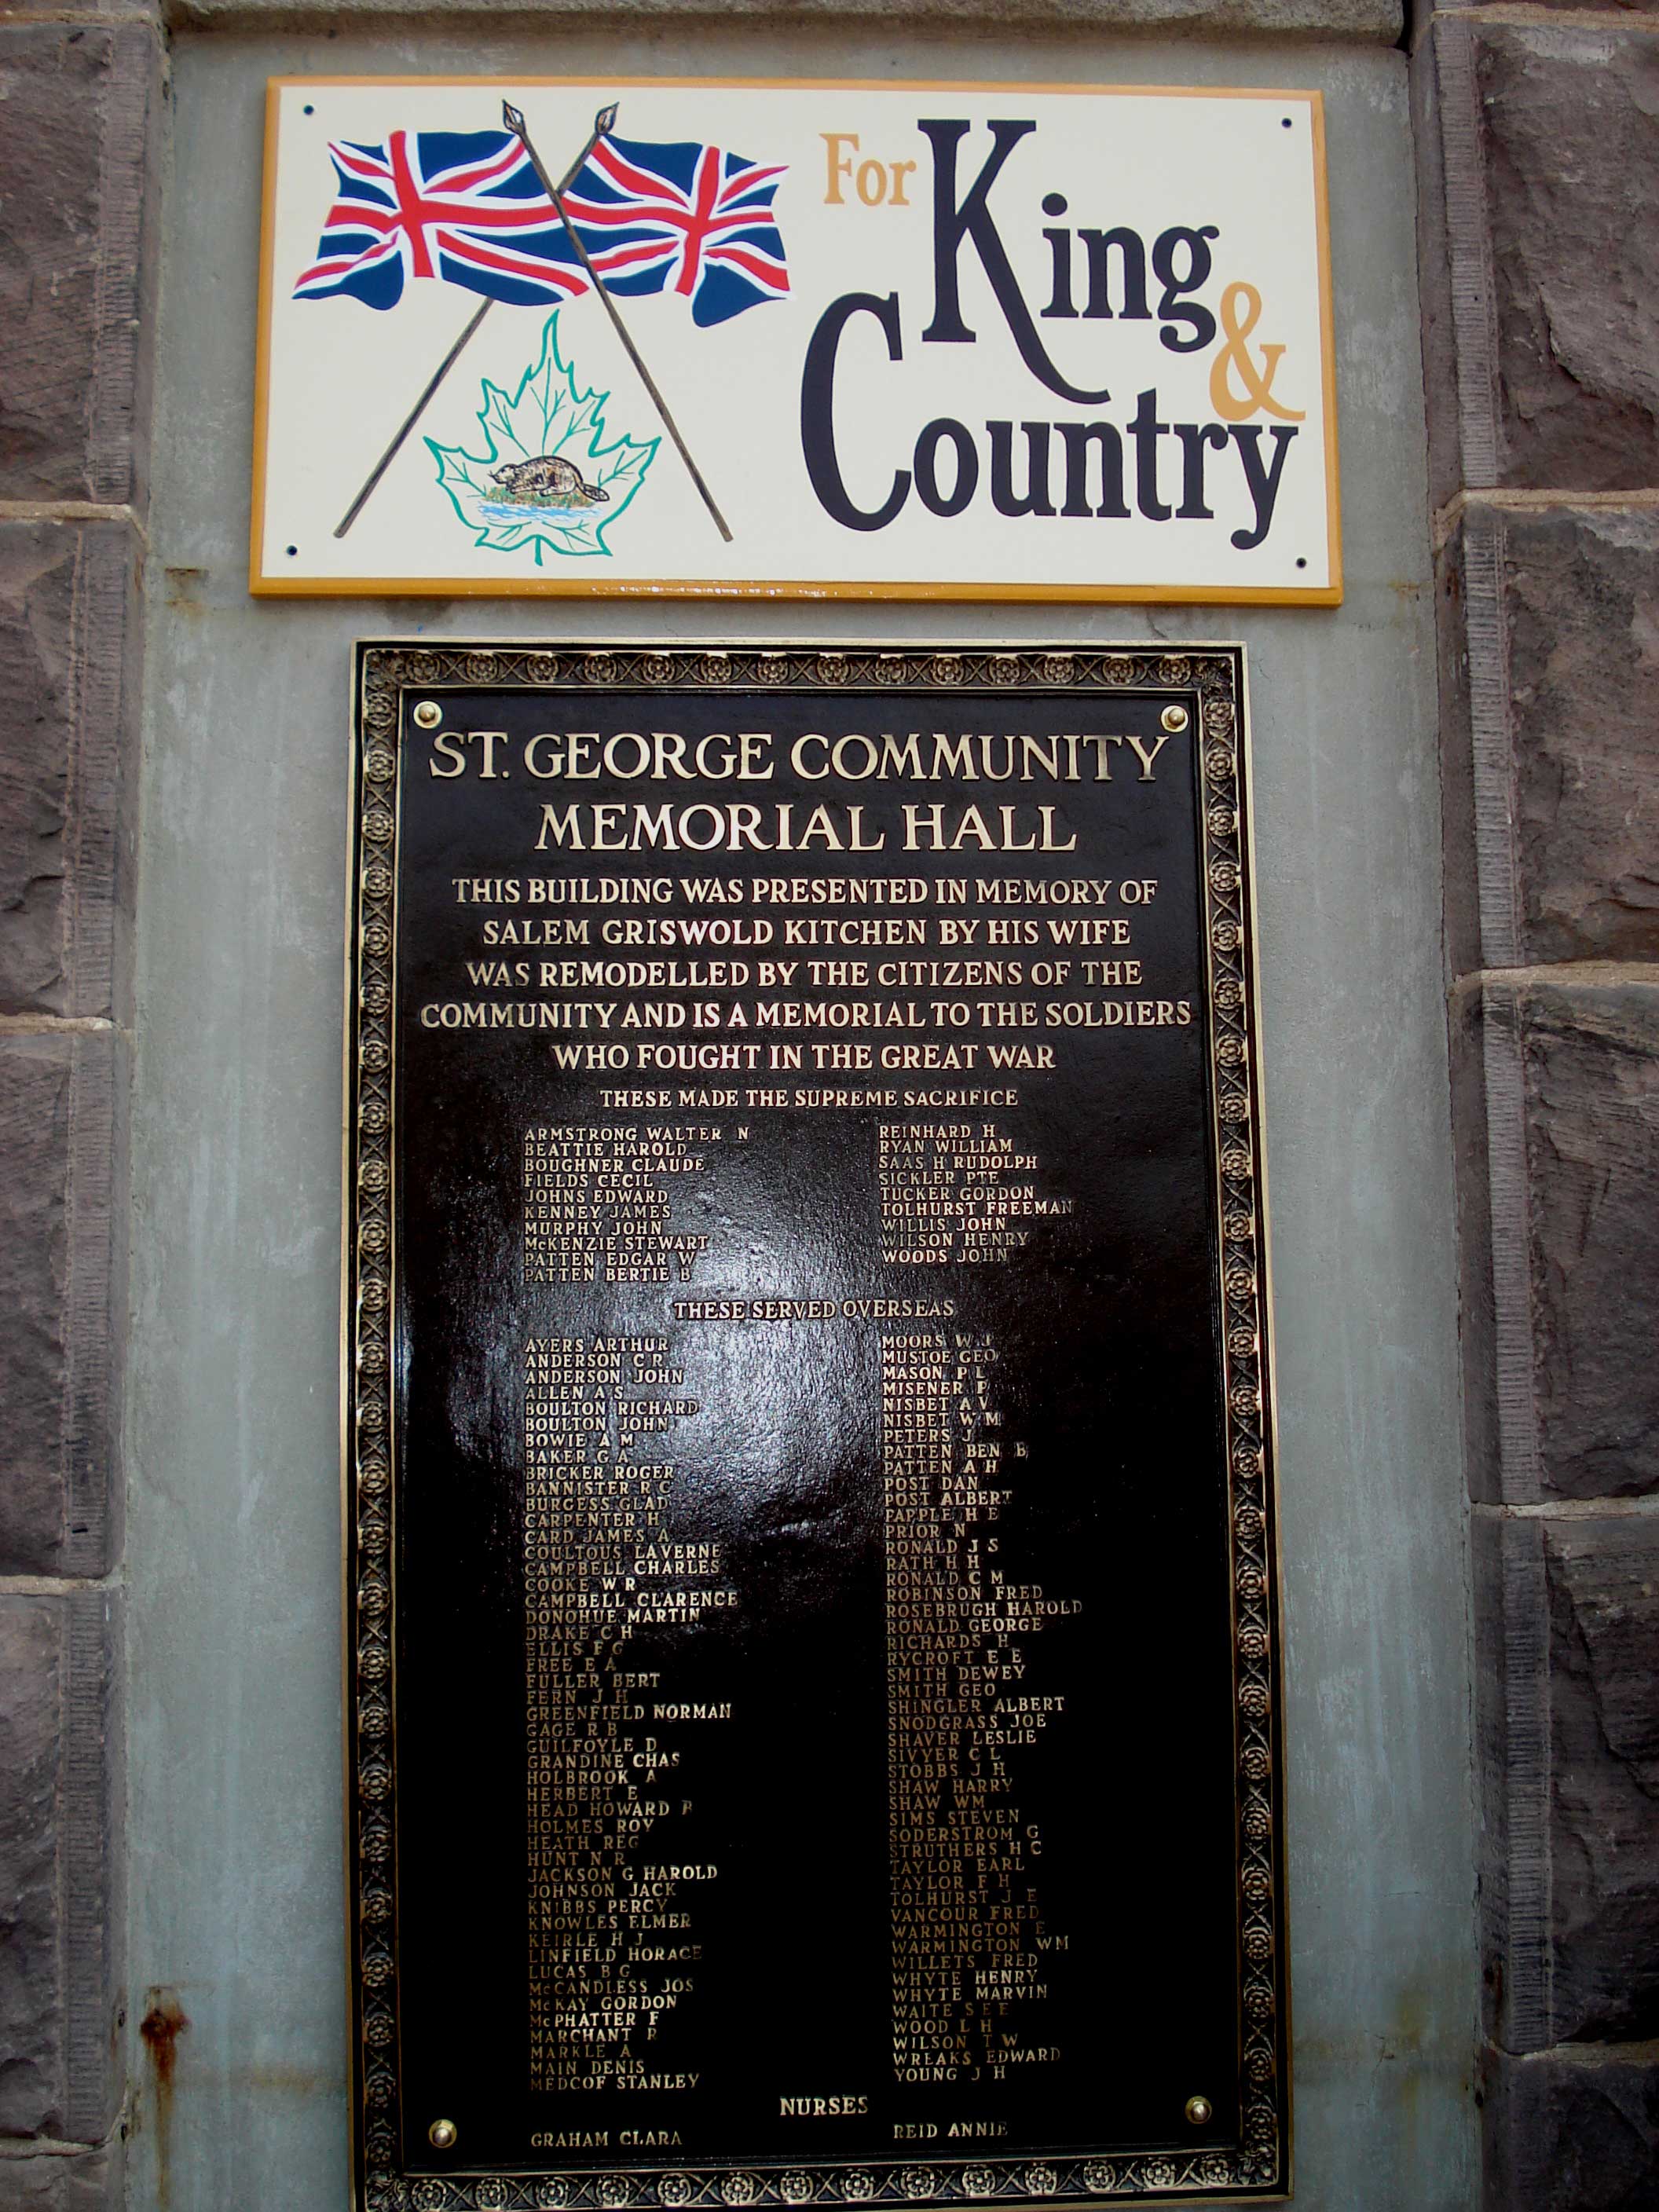 For King
& Country
ST. GEORGE COMMUNITY
MEMORIAL HALL
THIS BUILDING WAS PRESENTED IN MEMORY OF
SALEM GRISWOLD KITCHEN BY HIS WIFE
WAS REMODELLED BY THE CITIZENS OF THE
COMMUNITY AND IS A MEMORIAL TO THE SOLDIERS
WHO FOUGHT IN THE GREAT WAR
THESE MADE THE SUPREME SACRIFICE
ARMSTRONG WALTER N
BEATTIE HAROLD
BOUGHNER CLAUDE
FIELDS CECIL
JOHNS EDWARD
KENNEY JAMES
MURPHY JOHN
McKENZIE STEWART
PATTEN EDGAR W
PATTEN BERTIE B
REINHARD H
RYAN WILLIAM
SAAS H RUDOLPH
SICKLER PTE
TUCKER GORDON
TOLHURST FREEMAN
WILLIS JOHN
WILSON HENRY
WOODS JOHN
THESE SERVED OVERSEAS
AYERS ARTHUR
ANDERSON C R
ANDERSON JOHN
ALLEN A S
BOULTON RICHARD
BOULTON JOHN
BOWIE A M
BAKER G A
BRICKER ROGER
BANNISTER R C
BURGESS GLAD
CARPENTER H
CARD JAMES A
COULTOUS LAVERNE
CAMPBELL CHARLES
COOKE W R
CAMPBELL CLARENCE
DONOHUE MARTIN
DRAKE C H
ELLIS F G
FREE E A
FULLER BERT
FERN J H
GREENFIELD NORMAN
GAGE R B
GUILFOYLE D
GRANDINE CHAS
HOLBROOK A
HERBERT E
HEAD HOWARD
HOLMES ROY
HEATH REG
HUNT N R
JACKSON G HAROLD
JOHNSON JACK
KNIBBS PERCY
KNOWLES ELMER
KEIRLE H J
LINFIELD HORACE
LUCAS B G
McCANDLESS JOS
McKAY GORDON
McPHATTER F
MARCHANT R
MARKLE A
MAIN DENIS
MEDCOF STANLEY
MOORS W J
MUSTOE GEO
MASON P L
MISENER F
NISBET A V
NISBET W M
PETERS J
PATTEN BEN B
PATTEN A H
POST DAN
POST ALBERT
PAPPLE H E
PRIOR N
RONALD J S
RATH H H
RONALD C M
ROBINSON FRED
ROSEBRUGH HAROLD
RONALD GEORGE
RICHARDS H
RYCROFT E E
SMITH DEWEY
SMITH GEO
SHINGLER ALBERT
SNODGRASS JOE
SHAVER LESLIE
SIVYER C L
STOBBS J H
SHAW HARRY
SHAW WM
SIMS STEVEN
SODERSTROM G
STRUTHERS H C
TAYLOR EARL
TAYLOR F H
TOLHURST J E
VANCOUR FRED
WARMINGTON E
WARMINGTON WM
WILLETS FRED
WHYTE HENRY
WHYTE MARVIN
WAITE S E E
WOOD L H
WILSON T W
WREAKS EDWARD
YOUNG J H
NURSES
GRAHAM CLARA
REID ANNIE